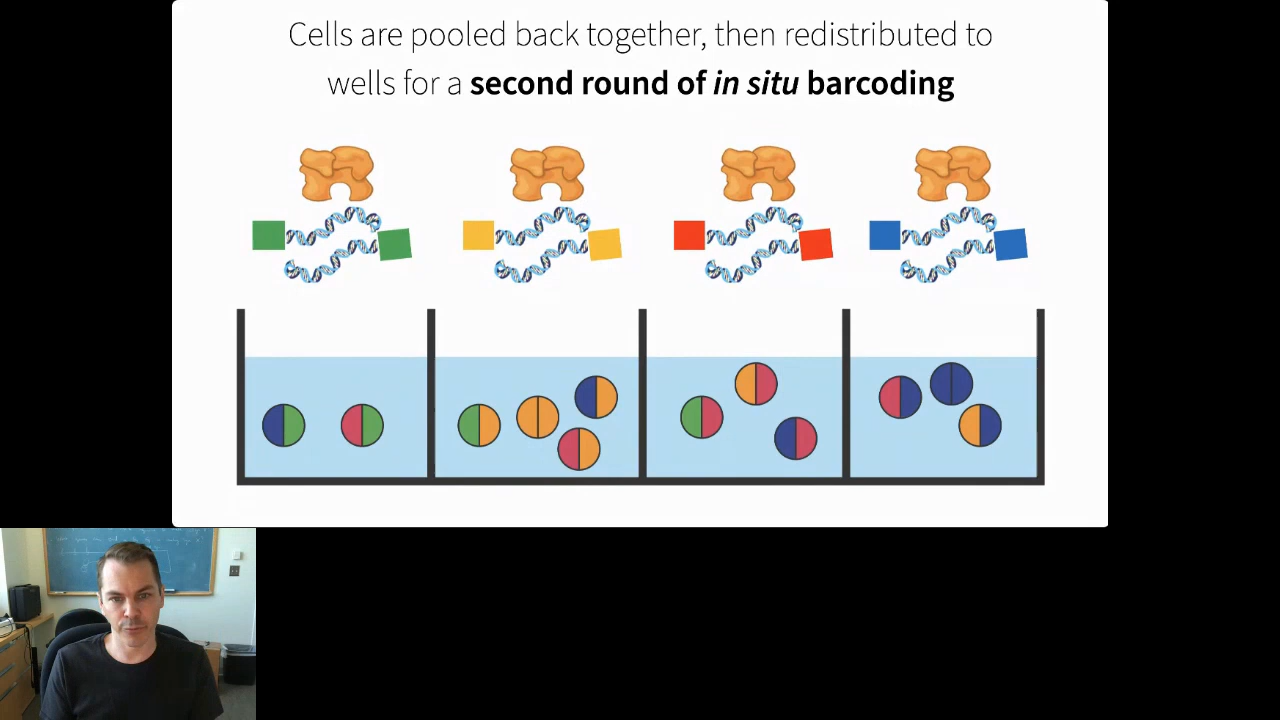 Cells are pooled back together, then redistributed to
wells for a second round of in situ barcoding